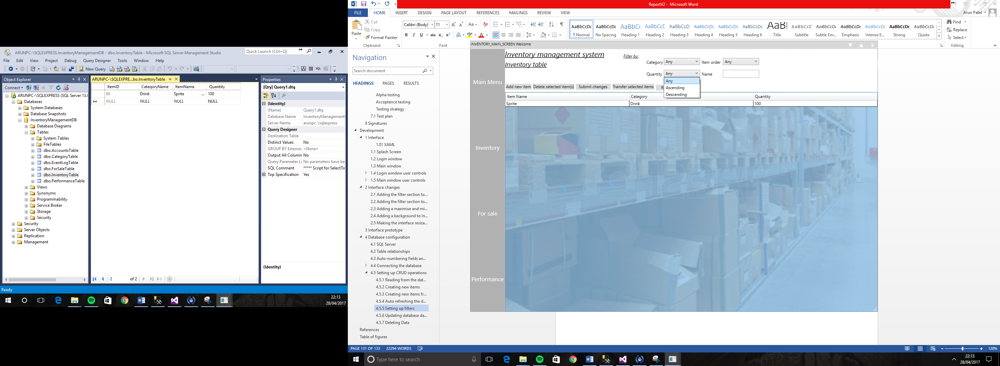 ARUNPC-\SQLEXPRESS.InventoryManagementDB - dbo.InventoryTable - Microsoft SQL Server Management Studio
Quick Launch (Ctrl+Q)
File Edit View Project Debug Query Designer Tools Window Help
New Query
Object Explorer
Connect
ARUNPC-\SQLEXPRESS (SQL Server 13.0
Databases
System Databases
Database Snapshots
InventoryManagementDB
Database Diagrams
Tables
System Tables
FileTables
dbo.AccountsTable
dbo.CategoryTable
dbo.EventLogTable
dbo.ForSaleTable
dbo.InventoryTable
dbo.PerformanceTable
Views
Synonyms
Programmability
Service Broker
Storage
Security
Security
Server Objects
Replication
Management
ARUNPC-\SQLEXPRE...bo.InventoryTable
ItemID CategoryName ItemName Quantity
66 Drink Sprite ... 100
NULL NULL NULL NULL
2 of 2
Properties
[Qry] Query1.dtq
(Identity)
(Name) Query1.dtq
Database Name InventoryManagementI
Server Name arunpc-\sqlexpress
Query Designer
Destination Table
Distinct Values No
GROUP BY Extensic <None>
Output All Column No
Query Parameter Li No parameters have be
SQL Comment ***** Script for SelectTo
Top Specification Yes
(Identity)
Ready
22:13
28/04/2017
ReportV2 - Microsoft Word
FILE HOME INSERT DESIGN PAGE LAYOUT REFERENCES MAILINGS REVIEW VIEW
Arun Patel
Paste
Cut
Copy
Format Painter
Clipboard
Calibri (Body) 11
Font
¶ Normal No Spacing Heading 1 Heading 2 Heading 3 Heading 4 Heading 5 Heading 6 Title Subtitle Subtle Em... Emphasis Intense E... Strong Quote
Find
Replace
Select
Editing
Navigation
Search document
HEADINGS PAGES RESULTS
Alpha testing
Acceptance testing
Testing strategy
7.1 Test plan
8 Signatures
Development
1 Interface
1.01 XAML
1.1 Splash Screen
1.2 Login window
1.3 Main window
1.4 Login window user controls
1.5 Main window user controls
2 Interface changes
2.1 Adding the filter section to...
2.2 Adding the filter section to...
2.3 Adding a maximise and mi...
2.4 Adding a background to In...
2.5 Making the interface resiza...
3 Interface prototype
4 Database configuration
4.1 SQL Server
4.2 Table relationships
4.3 Auto-numbering fields an...
4.4 Connecting the database
4.5 Setting up CRUD operations
4.5.1 Reading from the dat...
4.5.2 Creating new items
4.5.3 Creating new items fr...
4.5.4 Auto refreshing the d...
4.5.5 Setting up filters
4.5.6 Updating database da...
4.5.7 Deleting Data
References
Table of figures
INVENTORY_MAIN_SCREEN Welcome
X
Main Menu
Inventory
For sale
Performance
Inventory management system
Inventory table
Filter by:
Category Any Item order Any
Quantity Any Name
Any
Ascending
Descending
Add new item Delete selected item(s) Submit changes Transfer selected items R
Item Name Category Quantity
Sprite Drink 100
PAGE 131 OF 133 22294 WORDS
120%
Type here to search
22:13
28/04/2017